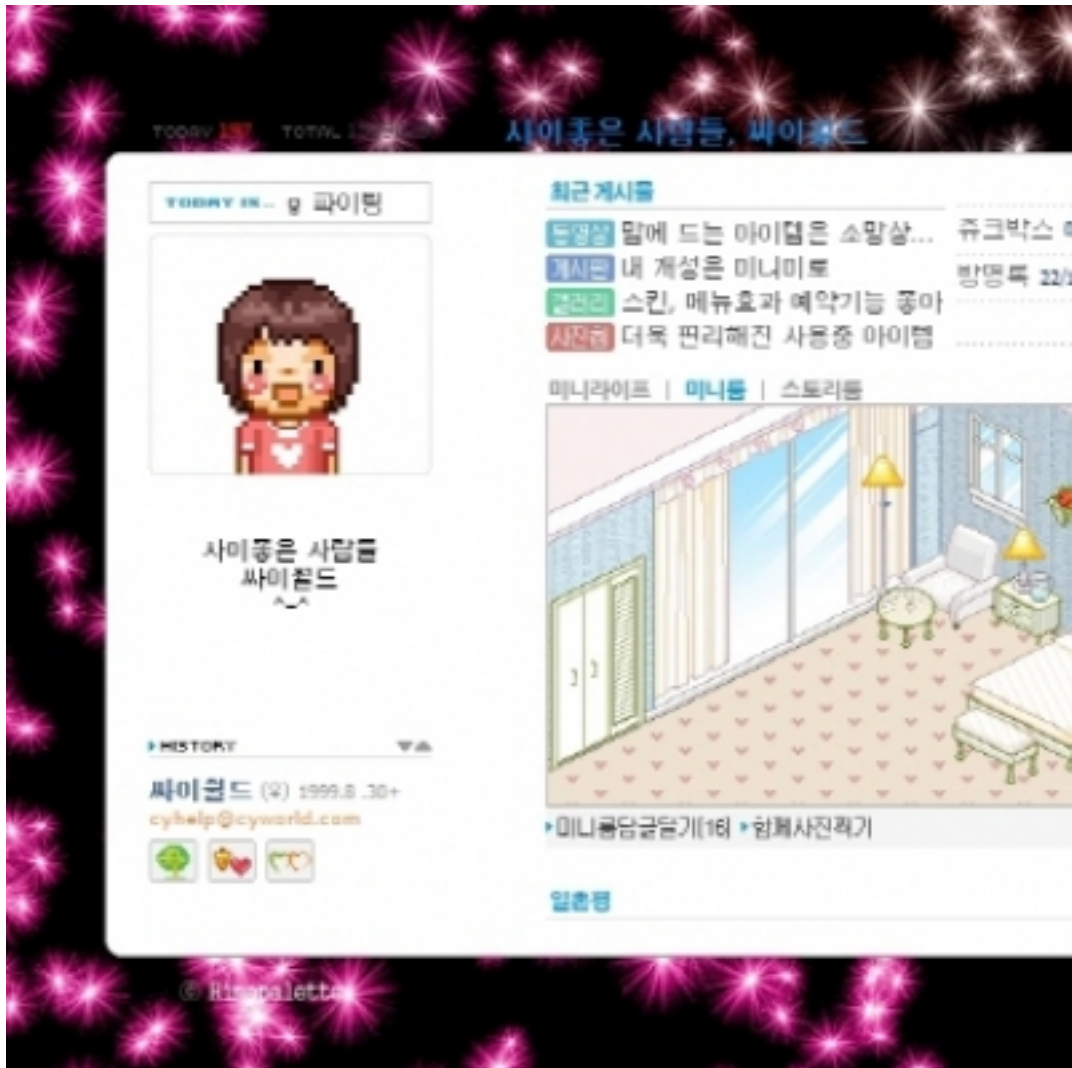 TODAY 197 TOTAL
사이좋은 사람들, 싸이월드
TODAY IS.. 파이팅
사이좋은 사람들
싸이월드
^_^
HISTORY
싸이월드 (우) 1999.8 .30+
cyhelp@cyworld.com
최근 게시물
동영상 맘에 드는 아이템은 소망상...
게시판 내 개성은 미니미로
갤러리 스킨, 메뉴효과 예약기능 좋아
사진첩 더욱 편리해진 사용중 아이템
쥬크박스
방명록 22/
미니라이프 | 미니룸 | 스토리룸
미니룸답글달기[16] 함께사진찍기
일촌평